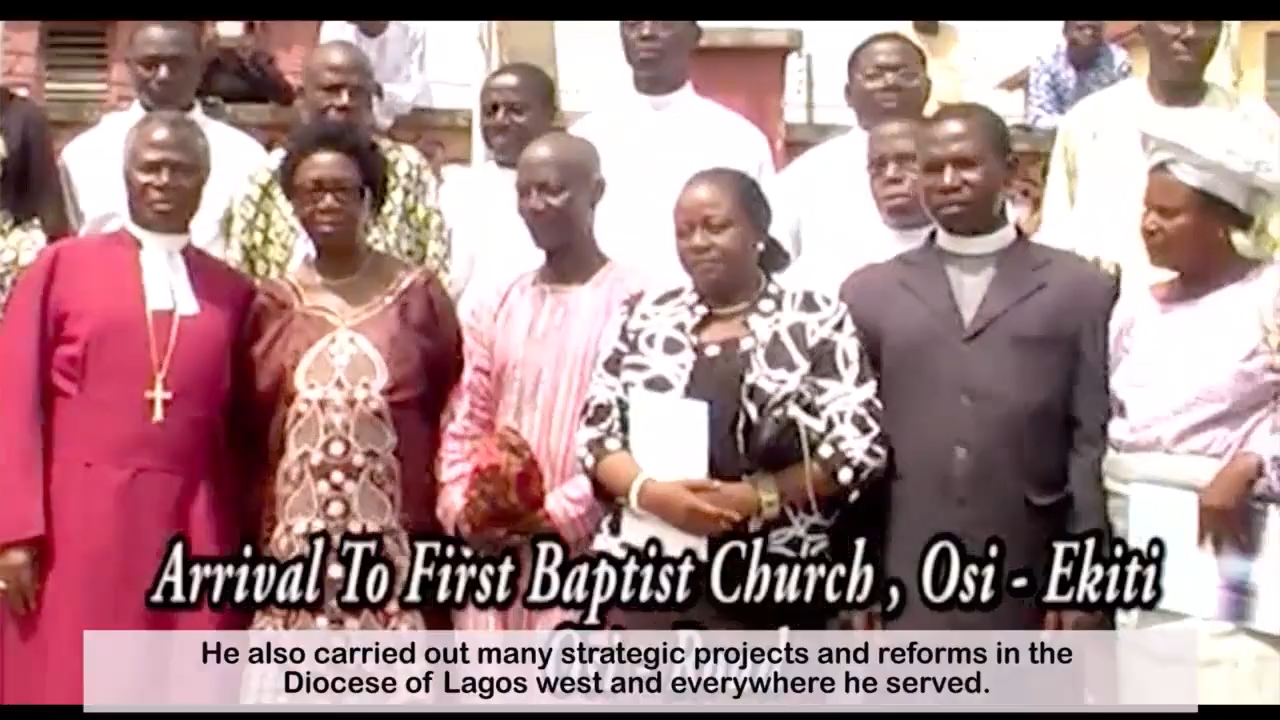 Arrival To First Baptist Church , Osi - Ekiti
He also carried out many strategic projects and reforms in the
Diocese of Lagos west and everywhere he served.